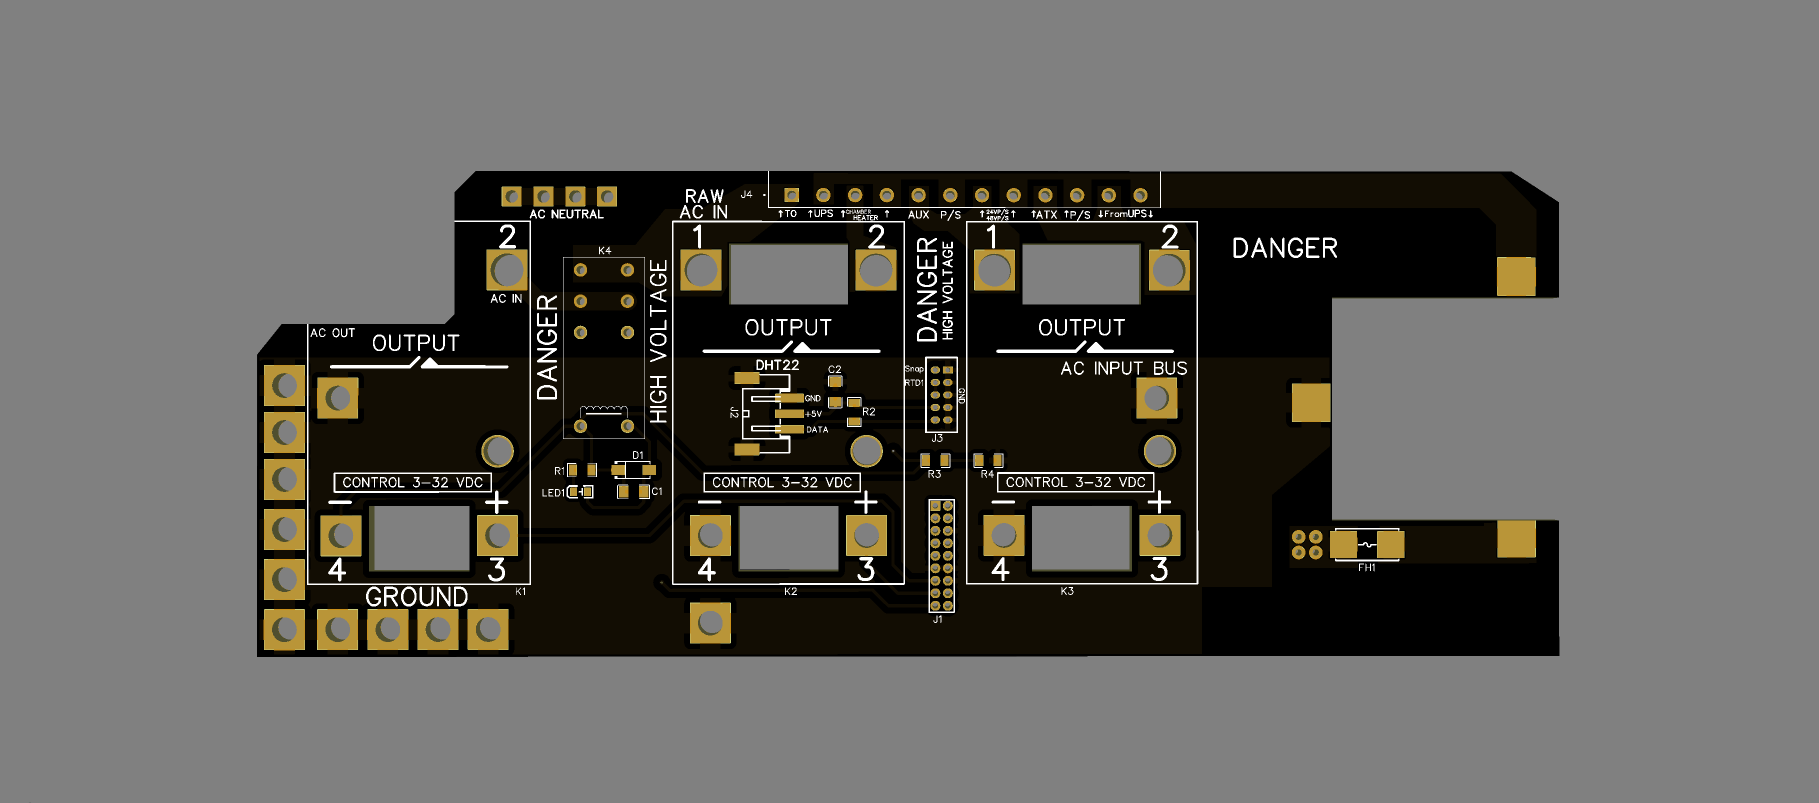 AC NEUTRAL
RAW
AC IN
J4
↑TO ↑UPS ↑CHAMBER HEATER ↑ AUX P/S ↑24VP/S 48VP/S↑ ↑ATX ↑P/S ↓FromUPS↓
2
AC IN
AC OUT
OUTPUT
CONTROL 3-32 VDC
- +
4 3
K1
GROUND
DANGER
HIGH VOLTAGE
K4
R1
D1
LED1
C1
1 2
OUTPUT
DHT22
J2
GND
+5V
DATA
C2
R2
CONTROL 3-32 VDC
- +
4 3
K2
DANGER
HIGH VOLTAGE
Snap
RTD1
GND
J3
R3
R4
J1
1 2
OUTPUT
AC INPUT BUS
CONTROL 3-32 VDC
- +
4 3
K3
DANGER
FH1